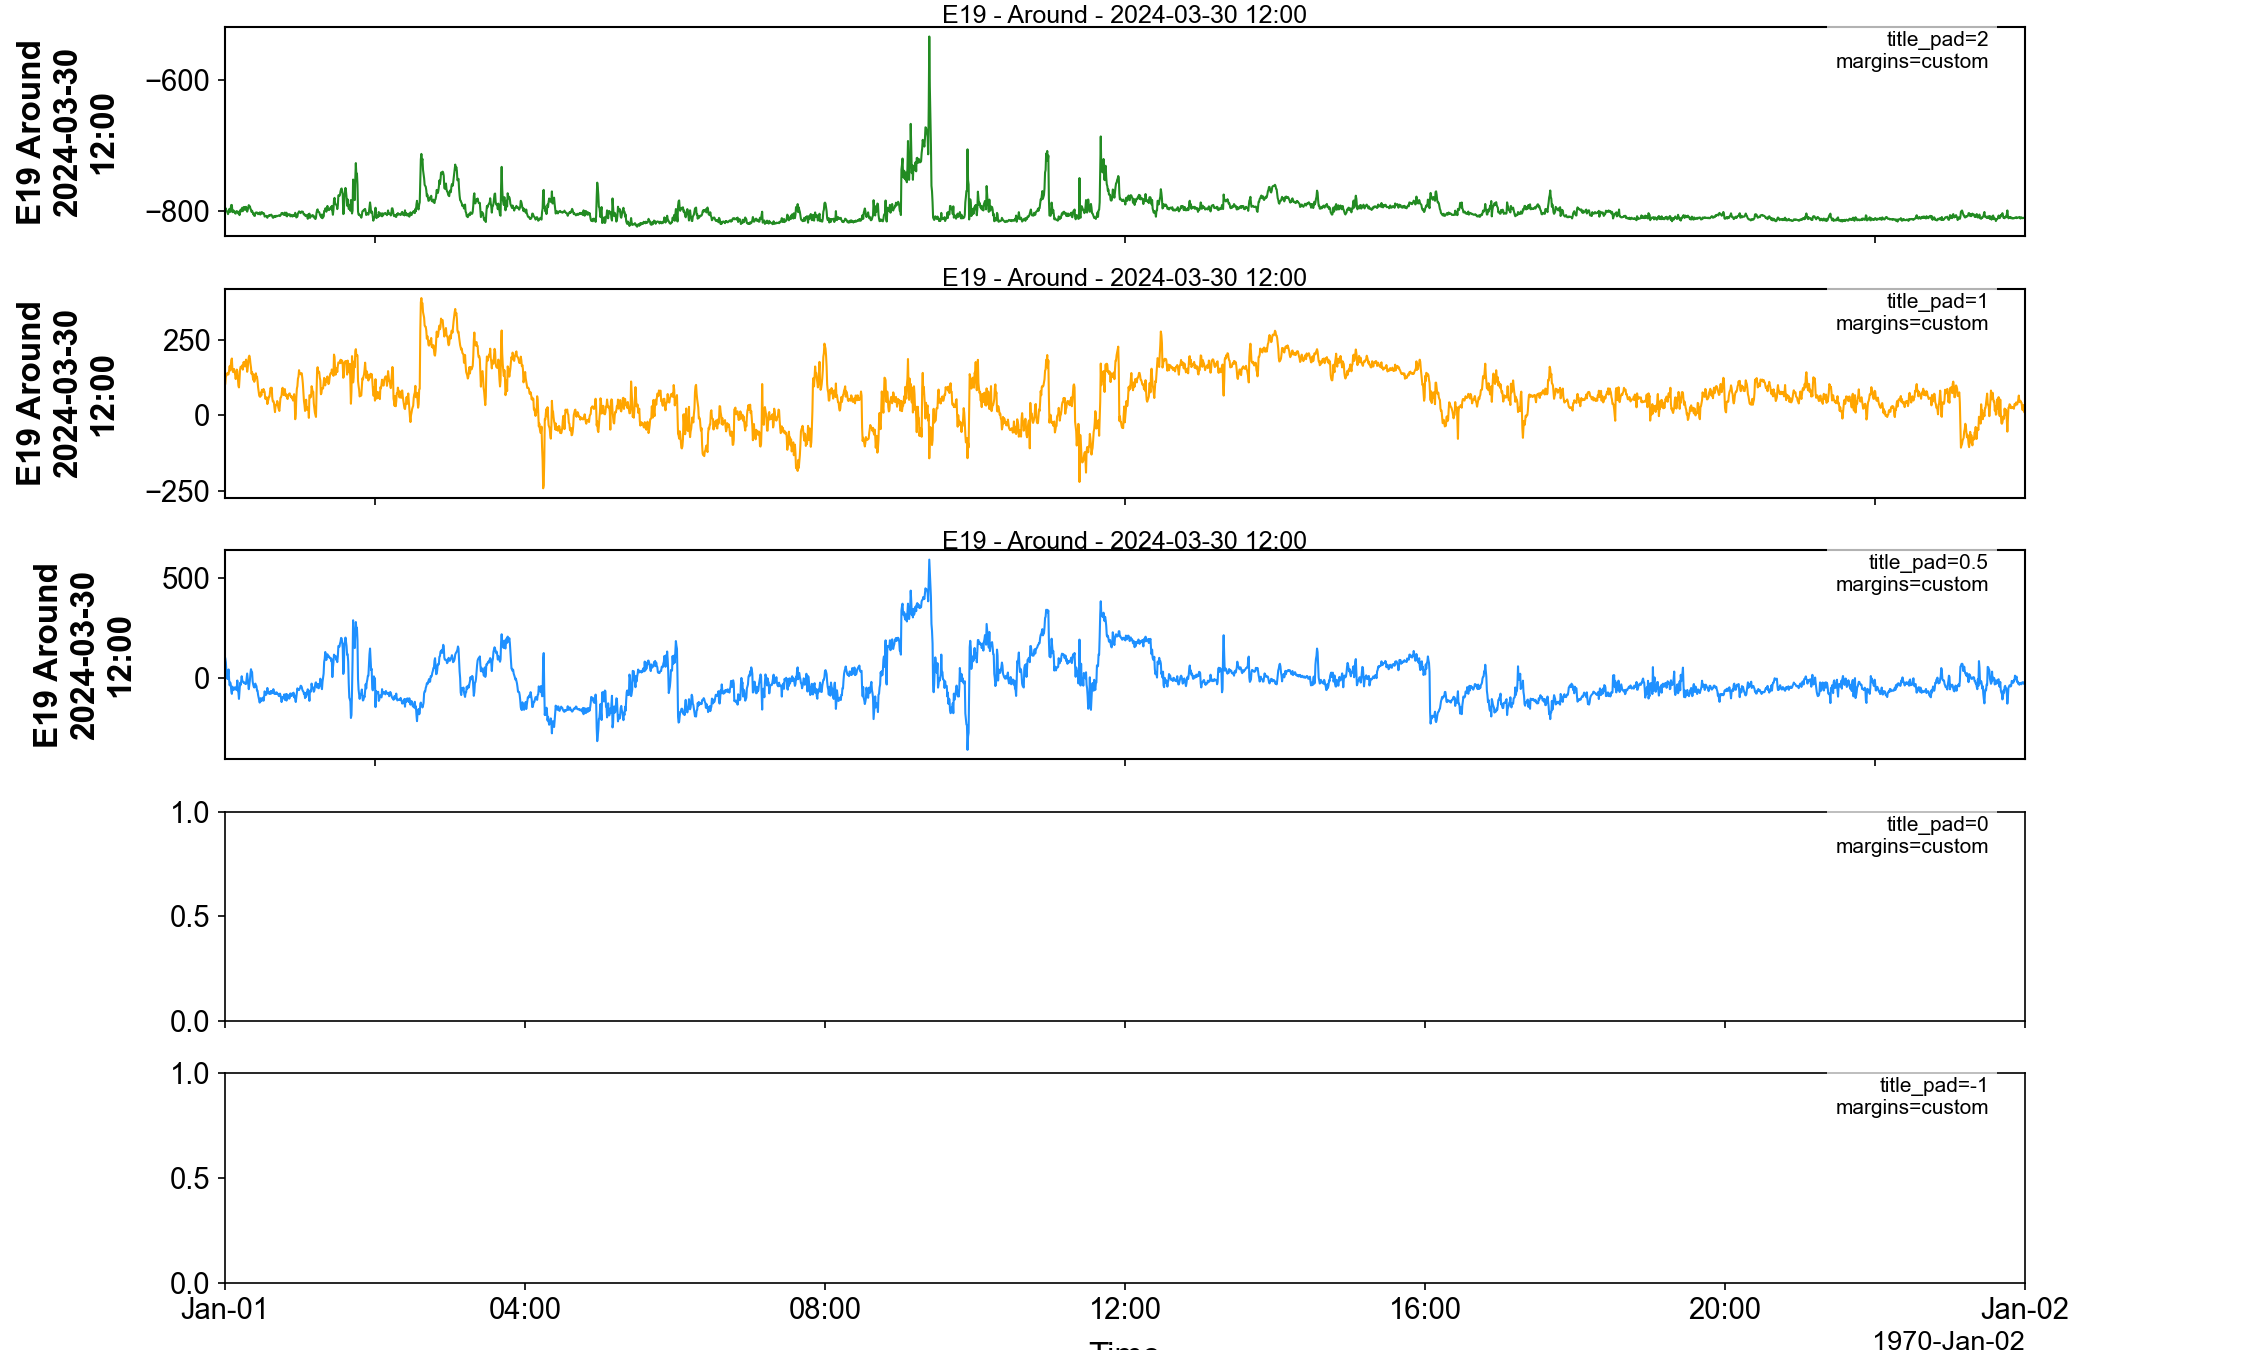 E19 - Around - 2024-03-30 12:00
title_pad=2
margins=custom
E19 Around
2024-03-30
12:00
−600
−800
E19 - Around - 2024-03-30 12:00
title_pad=1
margins=custom
E19 Around
2024-03-30
12:00
250
0
−250
E19 - Around - 2024-03-30 12:00
title_pad=0.5
margins=custom
E19 Around
2024-03-30
12:00
500
0
1.0
title_pad=0
margins=custom
0.5
0.0
1.0
title_pad=-1
margins=custom
0.5
0.0
Jan-01 04:00 08:00 12:00 16:00 20:00 Jan-02
1970-Jan-02
Time